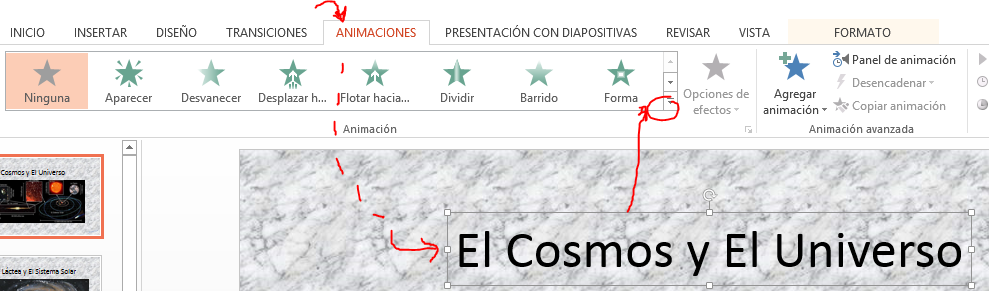 INICIO INSERTAR DISEÑO TRANSICIONES ANIMACIONES PRESENTACIÓN CON DIAPOSITIVAS REVISAR VISTA FORMATO
Ninguna Aparecer Desvanecer Desplazar h... Flotar hacia... Dividir Barrido Forma
Opciones de efectos
Agregar animación
Panel de animación
Desencadenar
Copiar animación
Animación Animación avanzada
Cosmos y El Universo
El Cosmos y El Universo
Láctea y El Sistema Solar